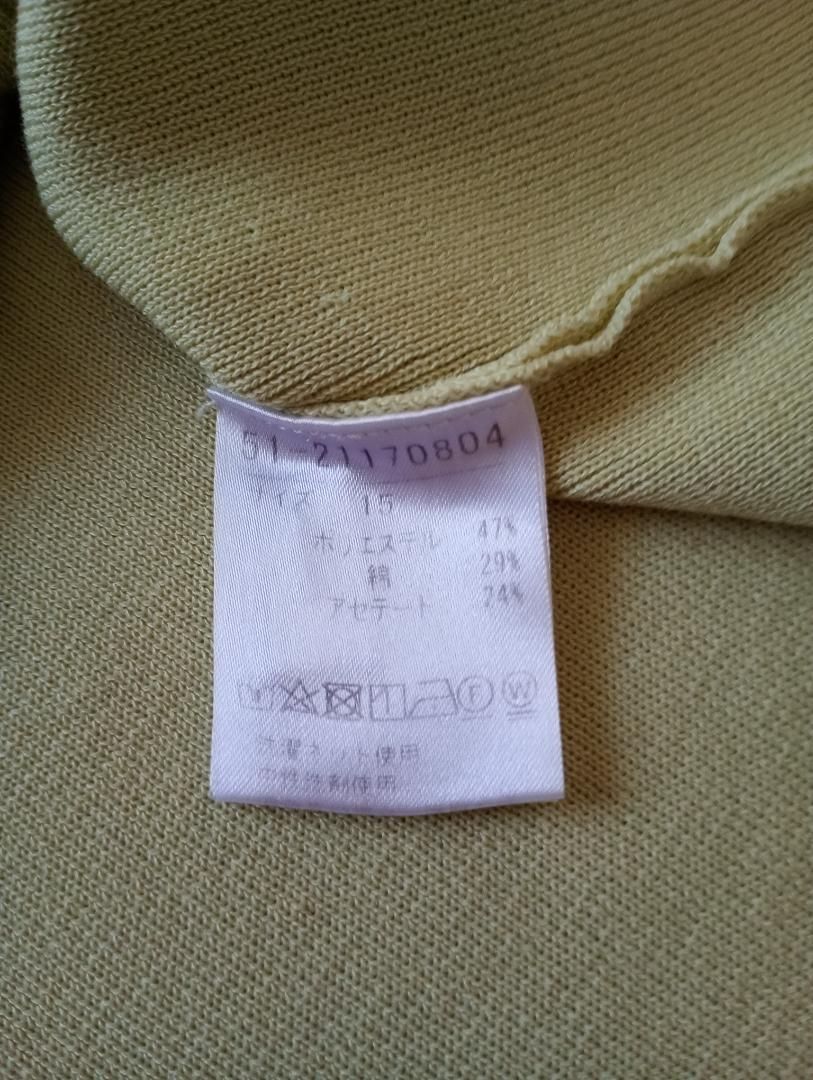 51-21170804
サイズ 15
ポリエステル 47%
綿 29%
アセテート 24%
F W
洗濯ネット使用
中性洗剤使用